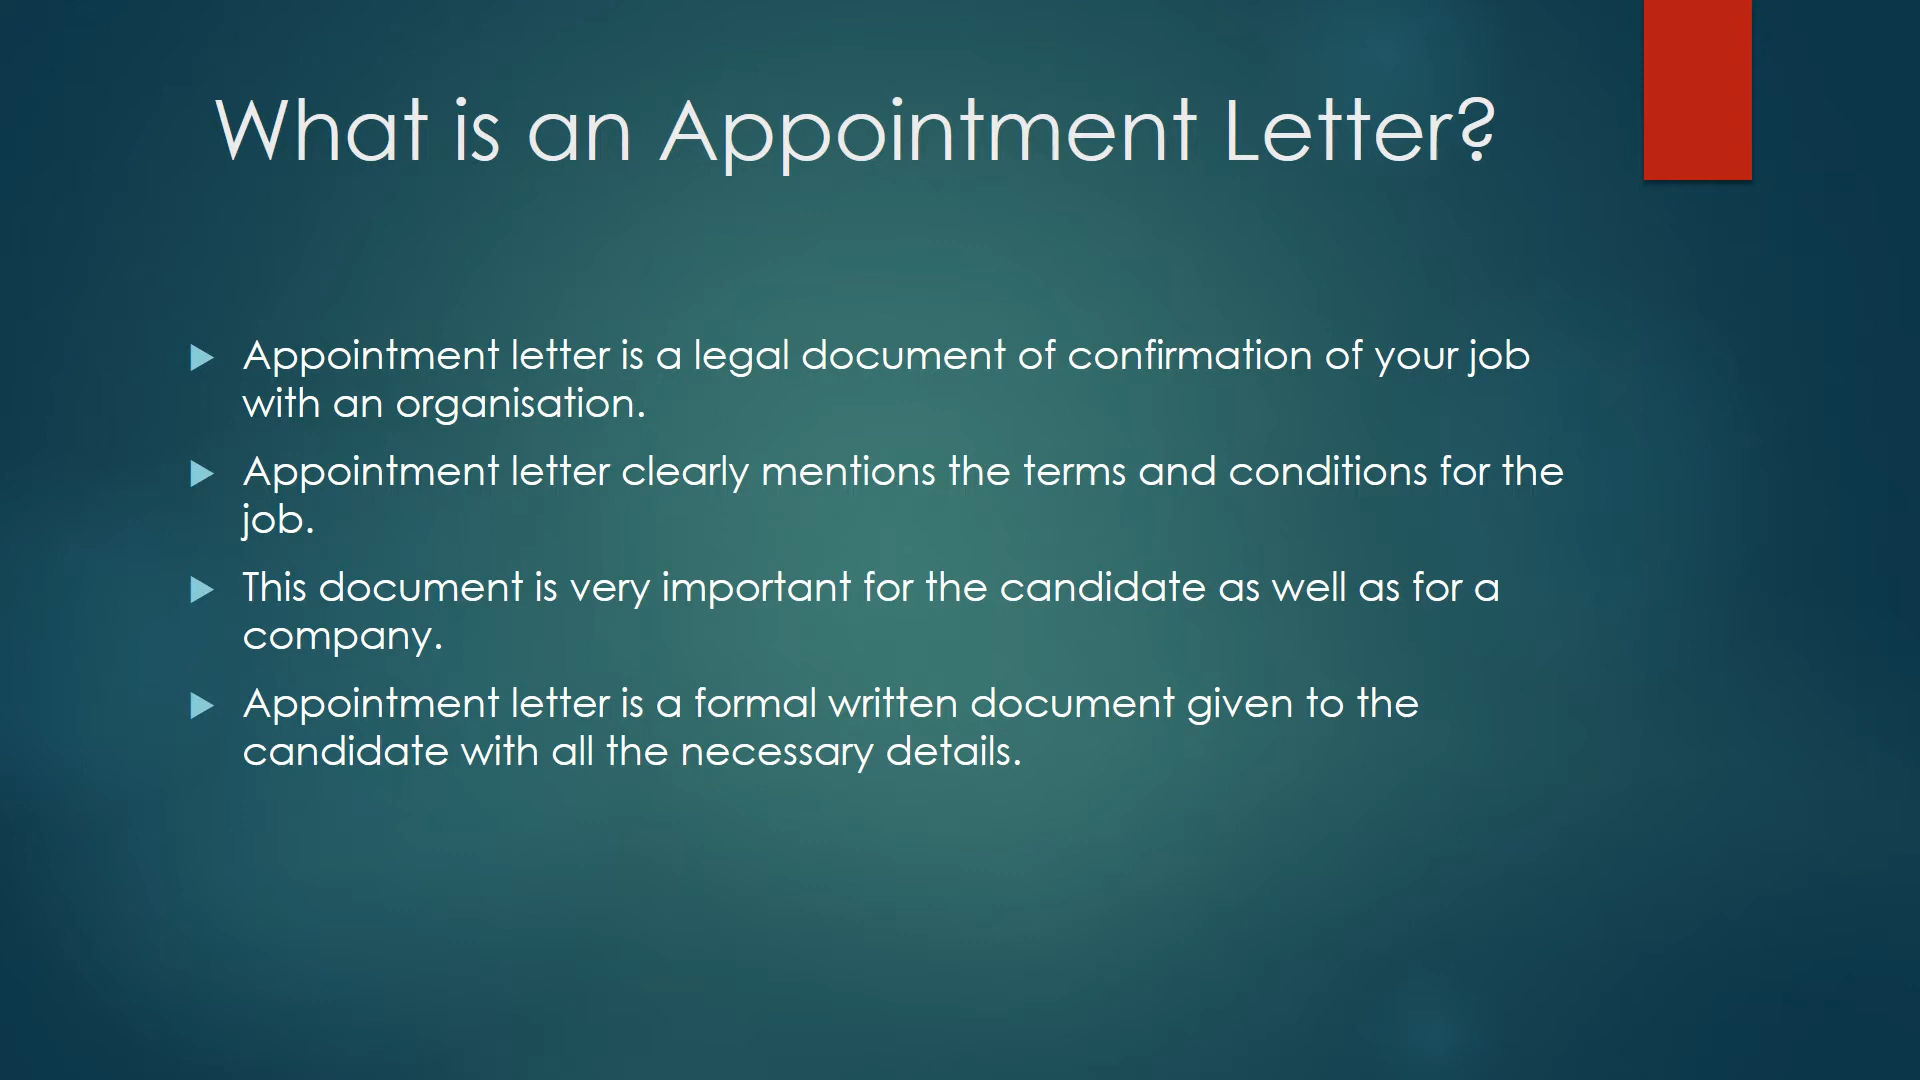 What is an Appointment Letter?
Appointment letter is a legal document of confirmation of your job
with an organisation.
Appointment letter clearly mentions the terms and conditions for the
job.
This document is very important for the candidate as well as for a
company.
Appointment letter is a formal written document given to the
candidate with all the necessary details.